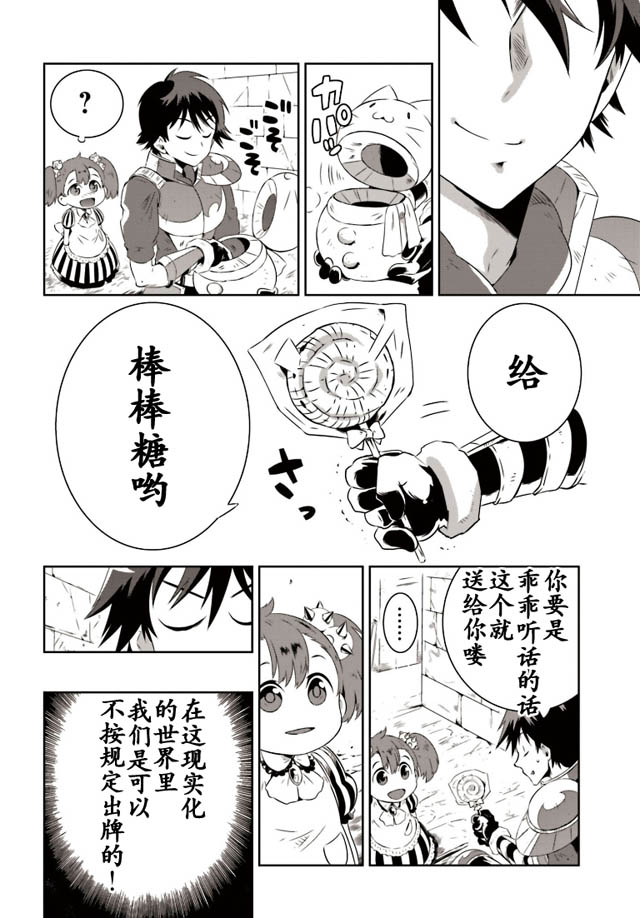 カパッ
ごそ
ごそ
？
给
棒棒糖哟
さっ
你要是
乖乖听话的话
这个就
送给你喽
……
在这现实化
的世界里
我们是可以
不按规定出牌的！